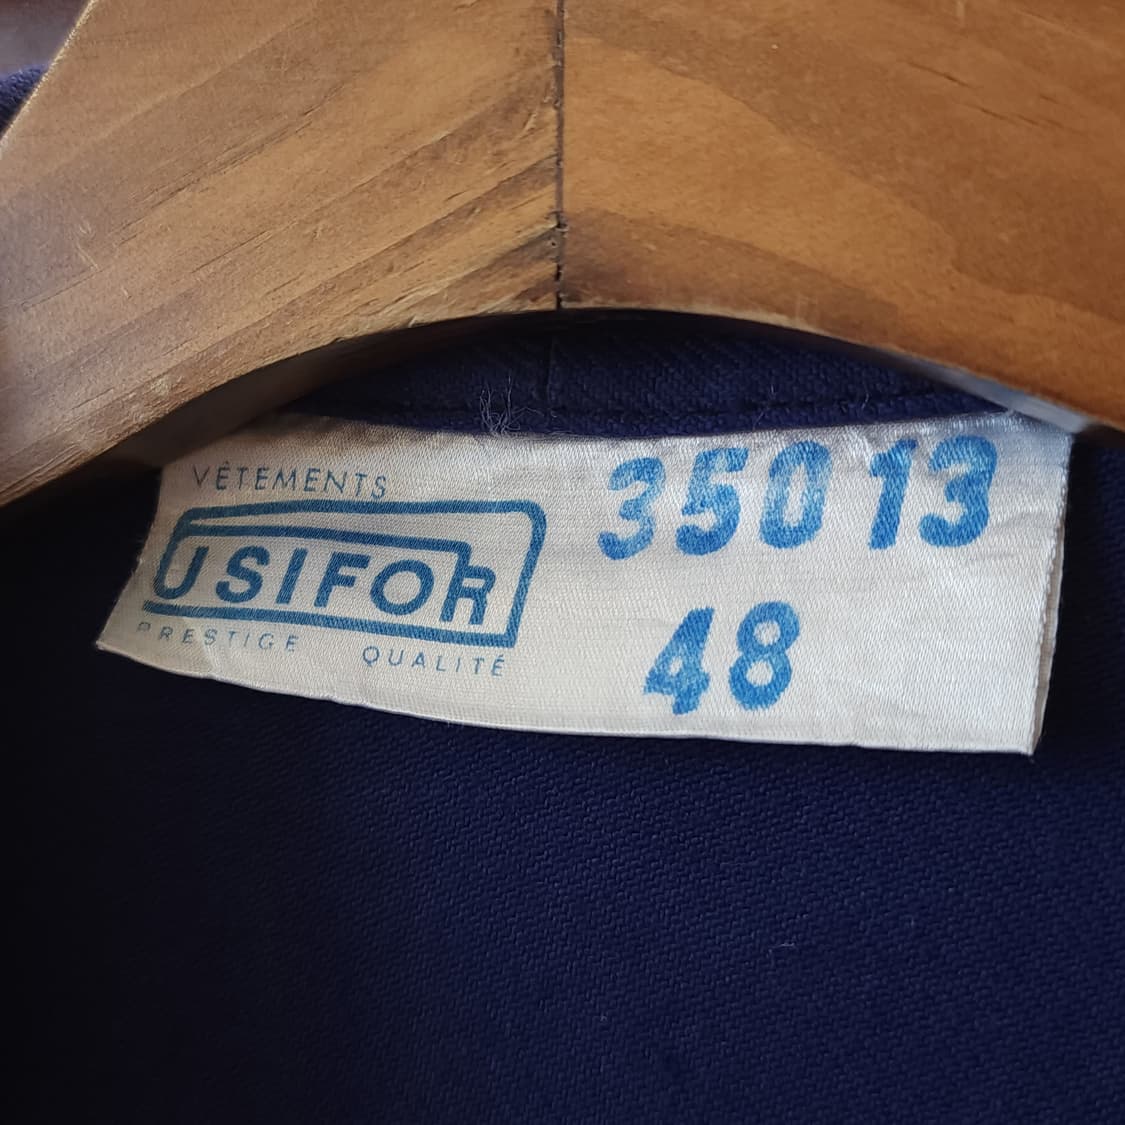 VÊTEMENTS
USIFOR
PRESTIGE QUALITÉ
35013
48